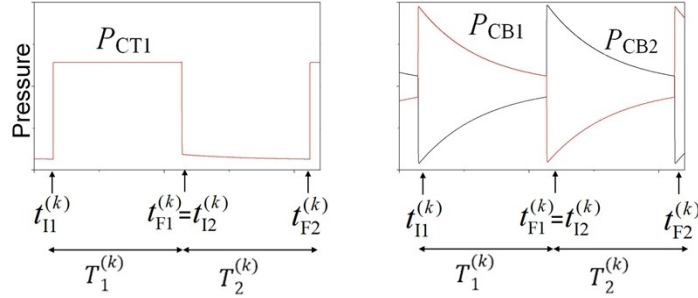 Pressure
P_CT1
t_I1^(k)
t_F1^(k)=t_I2^(k)
t_F2^(k)
T_1^(k)
T_2^(k)
P_CB1
P_CB2
t_I1^(k)
t_F1^(k)=t_I2^(k)
t_F2^(k)
T_1^(k)
T_2^(k)